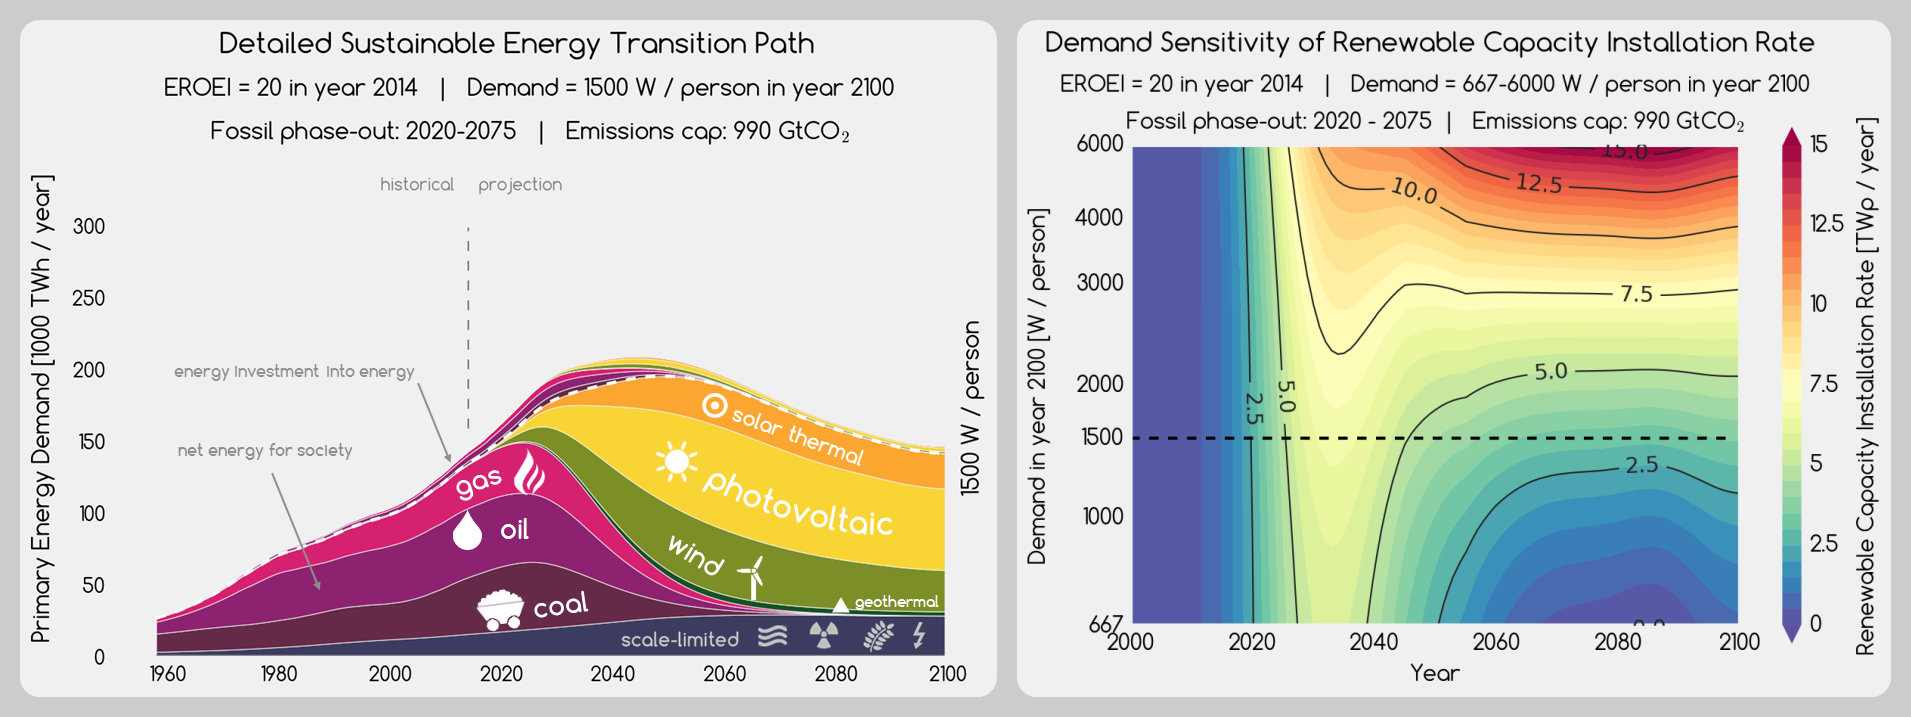 Detailed Sustainable Energy Transition Path
EROEI = 20 in year 2014 | Demand = 1500 W / person in year 2100
Fossil phase-out: 2020-2075 | Emissions cap: 990 GtCO₂
historical projection
Primary Energy Demand [1000 TWh / year]
300
250
200
150
100
50
0
energy investment into energy
net energy for society
gas
oil
coal
solar thermal
photovoltaic
wind
geothermal
scale-limited
1500 W / person
1960 1980 2000 2020 2040 2060 2080 2100
Demand Sensitivity of Renewable Capacity Installation Rate
EROEI = 20 in year 2014 | Demand = 667-6000 W / person in year 2100
Fossil phase-out: 2020 - 2075 | Emissions cap: 990 GtCO₂
Demand in year 2100 [W / person]
6000
4000
3000
2000
1500
1000
667
15.0
12.5
10.0
7.5
5.0
2.5
5.0
2.5
0.0
2000 2020 2040 2060 2080 2100
Year
15
12.5
10
7.5
5
2.5
0
Renewable Capacity Installation Rate [TWp / year]